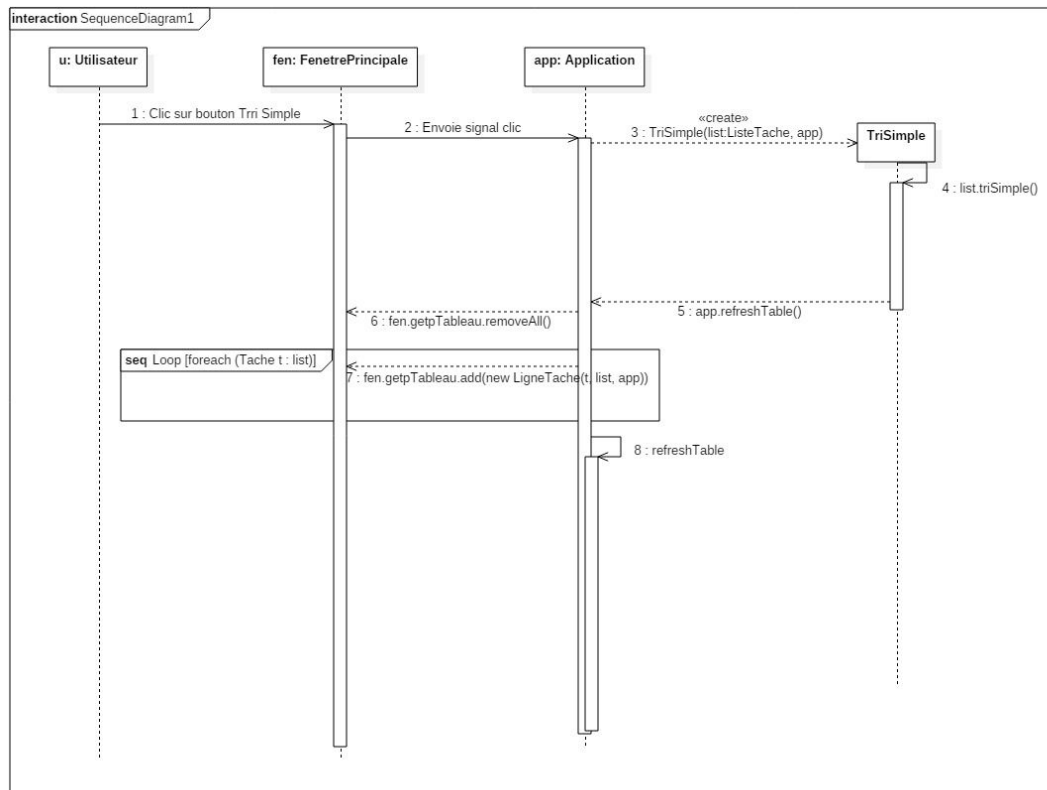 interaction SequenceDiagram1
u: Utilisateur
fen: FenetrePrincipale
app: Application
1 : Clic sur bouton Trri Simple
2 : Envoie signal clic
«create»
3 : TriSimple(list:ListeTache, app)
TriSimple
4 : list.triSimple()
5 : app.refreshTable()
6 : fen.getpTableau.removeAll()
seq Loop [foreach (Tache t : list)]
7 : fen.getpTableau.add(new LigneTache(t, list, app))
8 : refreshTable